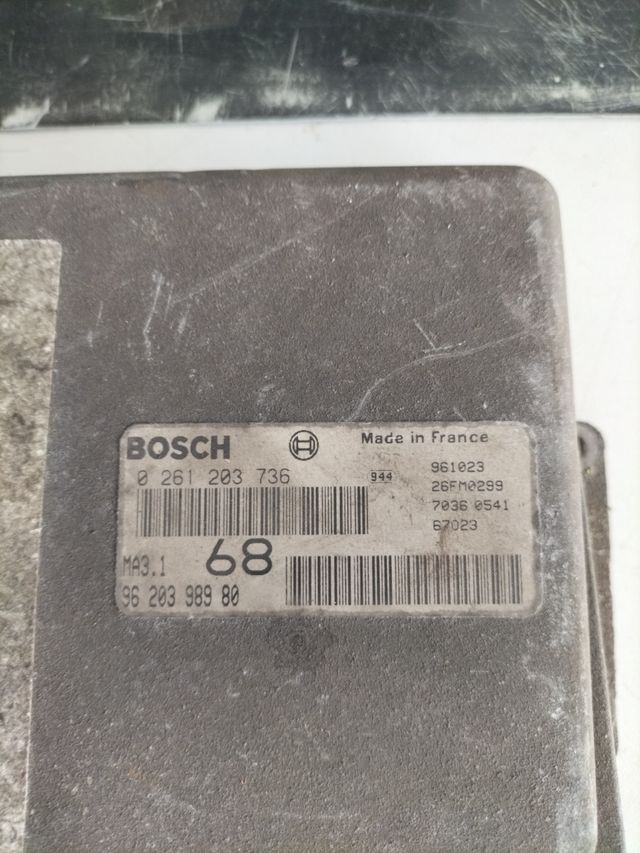 BOSCH
Made in France
0 261 203 736
944
961023
26FM0299
7036 0541
67023
MA3.1
68
96 203 989 80